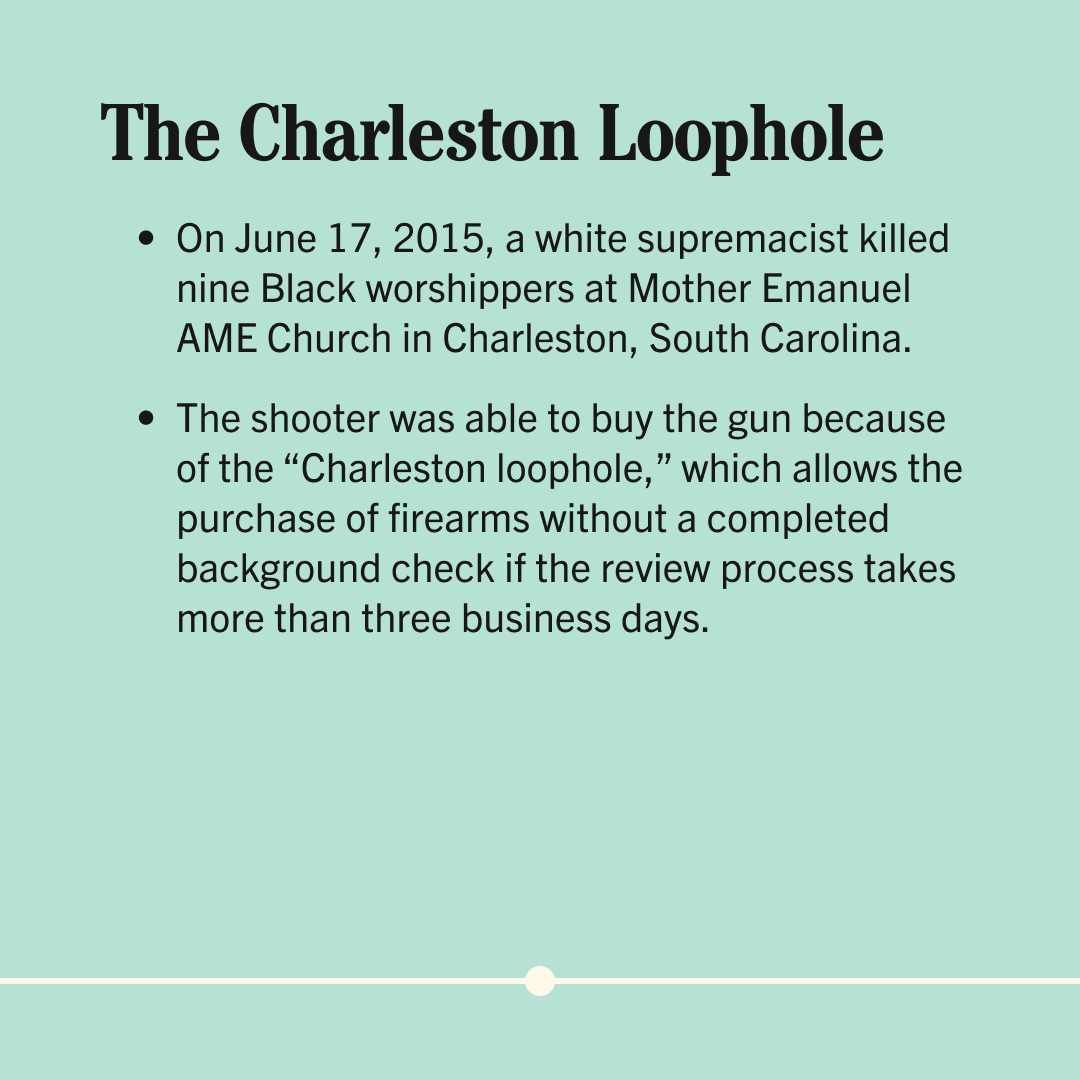 The Charleston Loophole
• On June 17, 2015, a white supremacist killed
nine Black worshippers at Mother Emanuel
AME Church in Charleston, South Carolina.
• The shooter was able to buy the gun because
of the “Charleston loophole,” which allows the
purchase of firearms without a completed
background check if the review process takes
more than three business days.